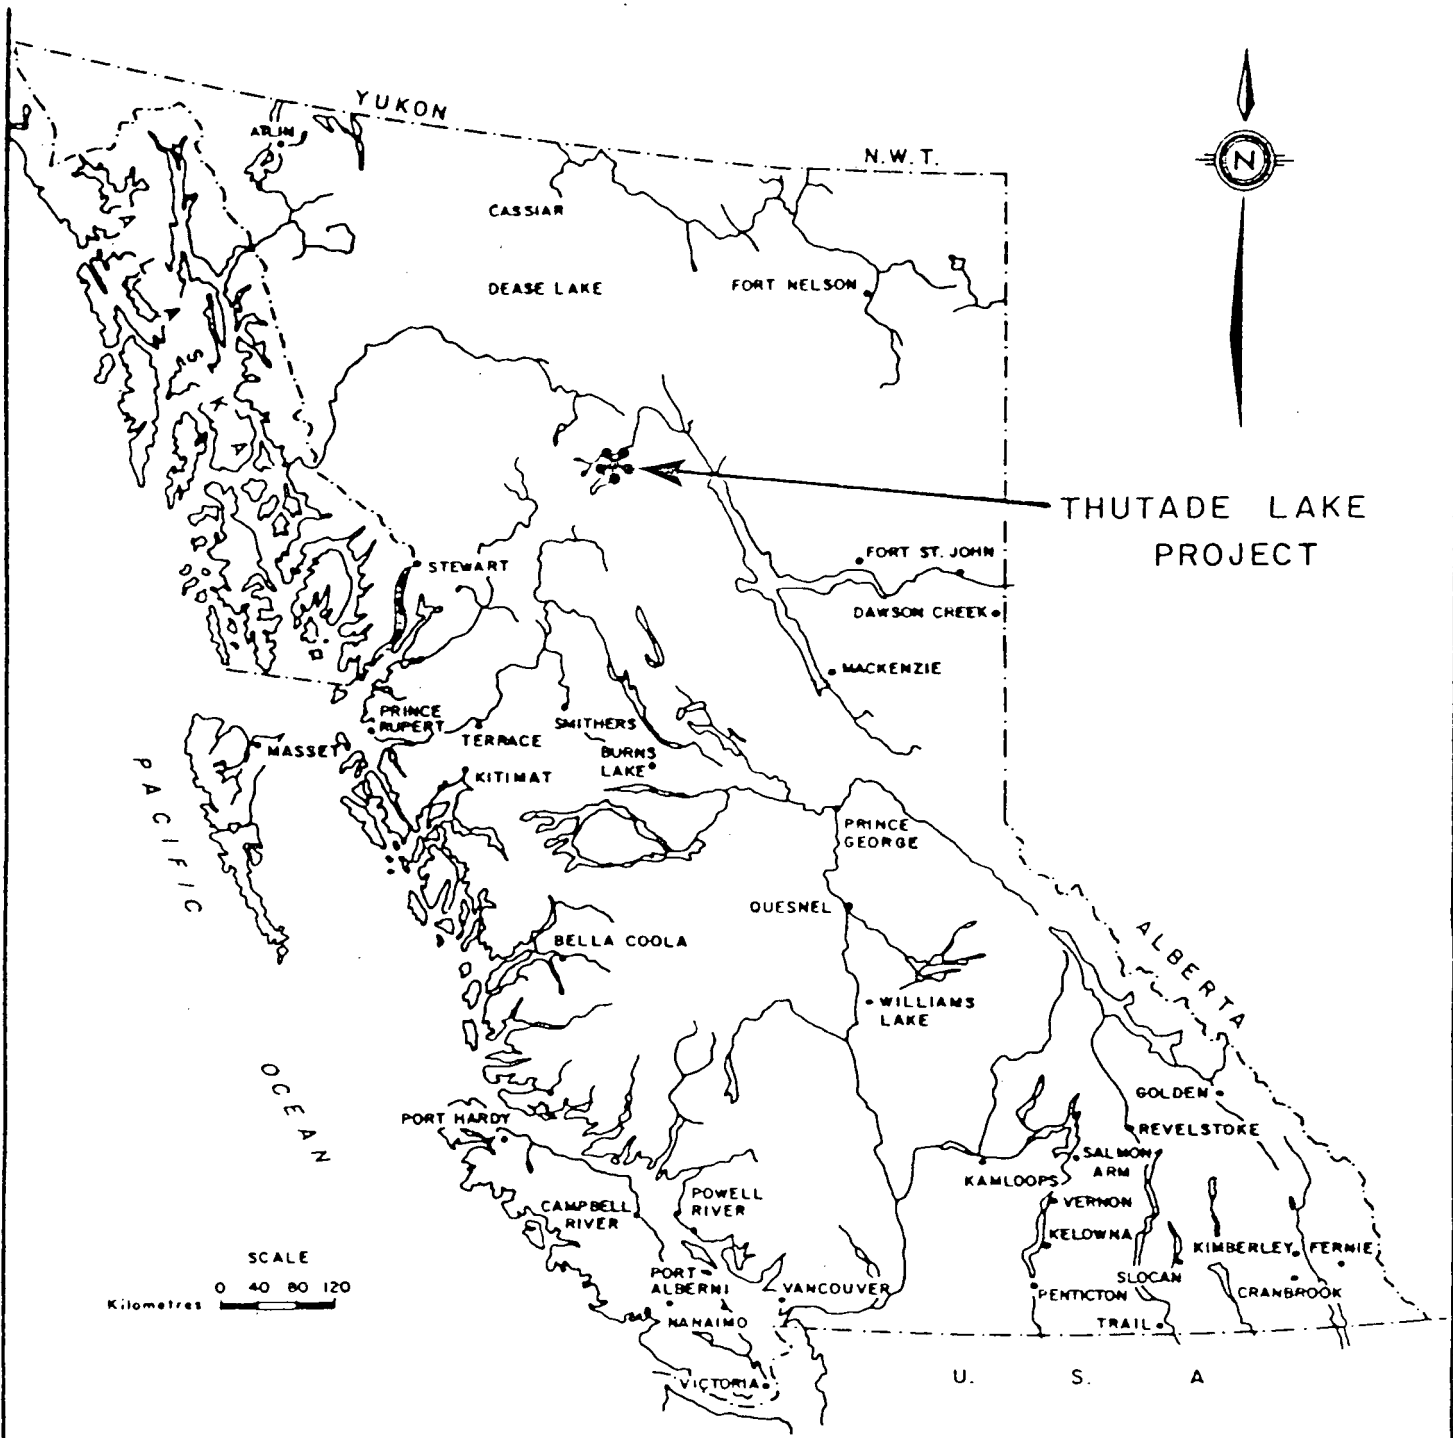 YUKON
ATLIN
N.W.T.
N
CASSIAR
DEASE LAKE
FORT NELSON
ALASKA
THUTADE LAKE
PROJECT
STEWART
FORT ST. JOHN
DAWSON CREEK
MACKENZIE
PRINCE
RUPERT
TERRACE
SMITHERS
MASSET
BURNS
LAKE
KITIMAT
PACIFIC
PRINCE
GEORGE
QUESNEL
BELLA COOLA
ALBERTA
WILLIAMS
LAKE
OCEAN
GOLDEN
PORT HARDY
REVELSTOKE
SALMON
ARM
KAMLOOPS
CAMPBELL
RIVER
POWELL
RIVER
VERNON
KELOWNA
KIMBERLEY
FERNIE
SCALE
0 40 80 120
Kilometres
PORT
ALBERNI
VANCOUVER
SLOCAN
PENTICTON
CRANBROOK
NANAIMO
TRAIL
VICTORIA
U. S. A